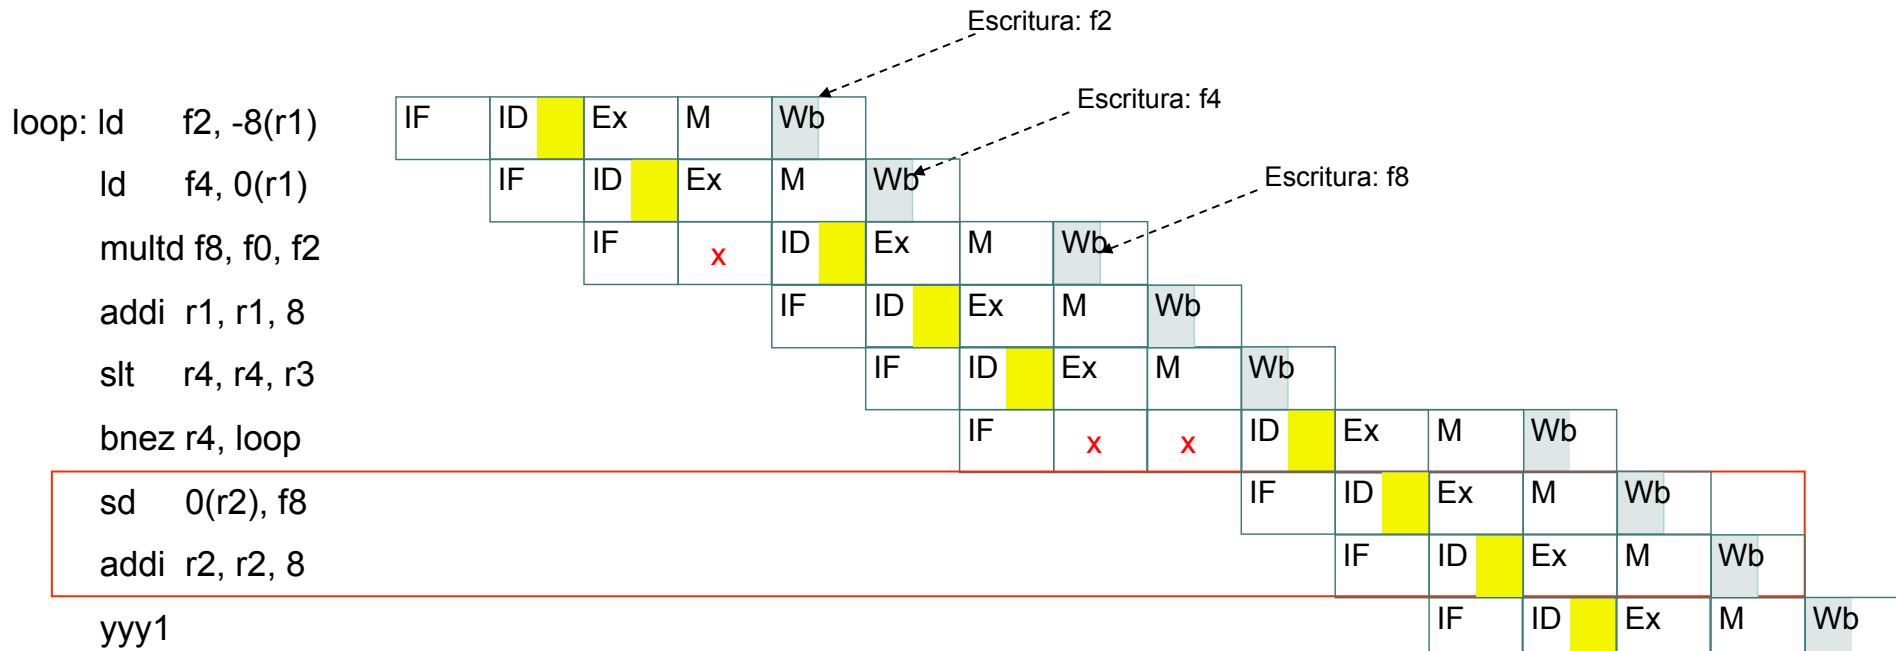 Escritura: f2
Escritura: f4
loop: ld f2, -8(r1) IF ID Ex M Wb
ld f4, 0(r1) IF ID Ex M Wb
Escritura: f8
multd f8, f0, f2 IF x ID Ex M Wb
addi r1, r1, 8 IF ID Ex M Wb
slt r4, r4, r3 IF ID Ex M Wb
bnez r4, loop IF x x ID Ex M Wb
sd 0(r2), f8 IF ID Ex M Wb
addi r2, r2, 8 IF ID Ex M Wb
yyy1 IF ID Ex M Wb